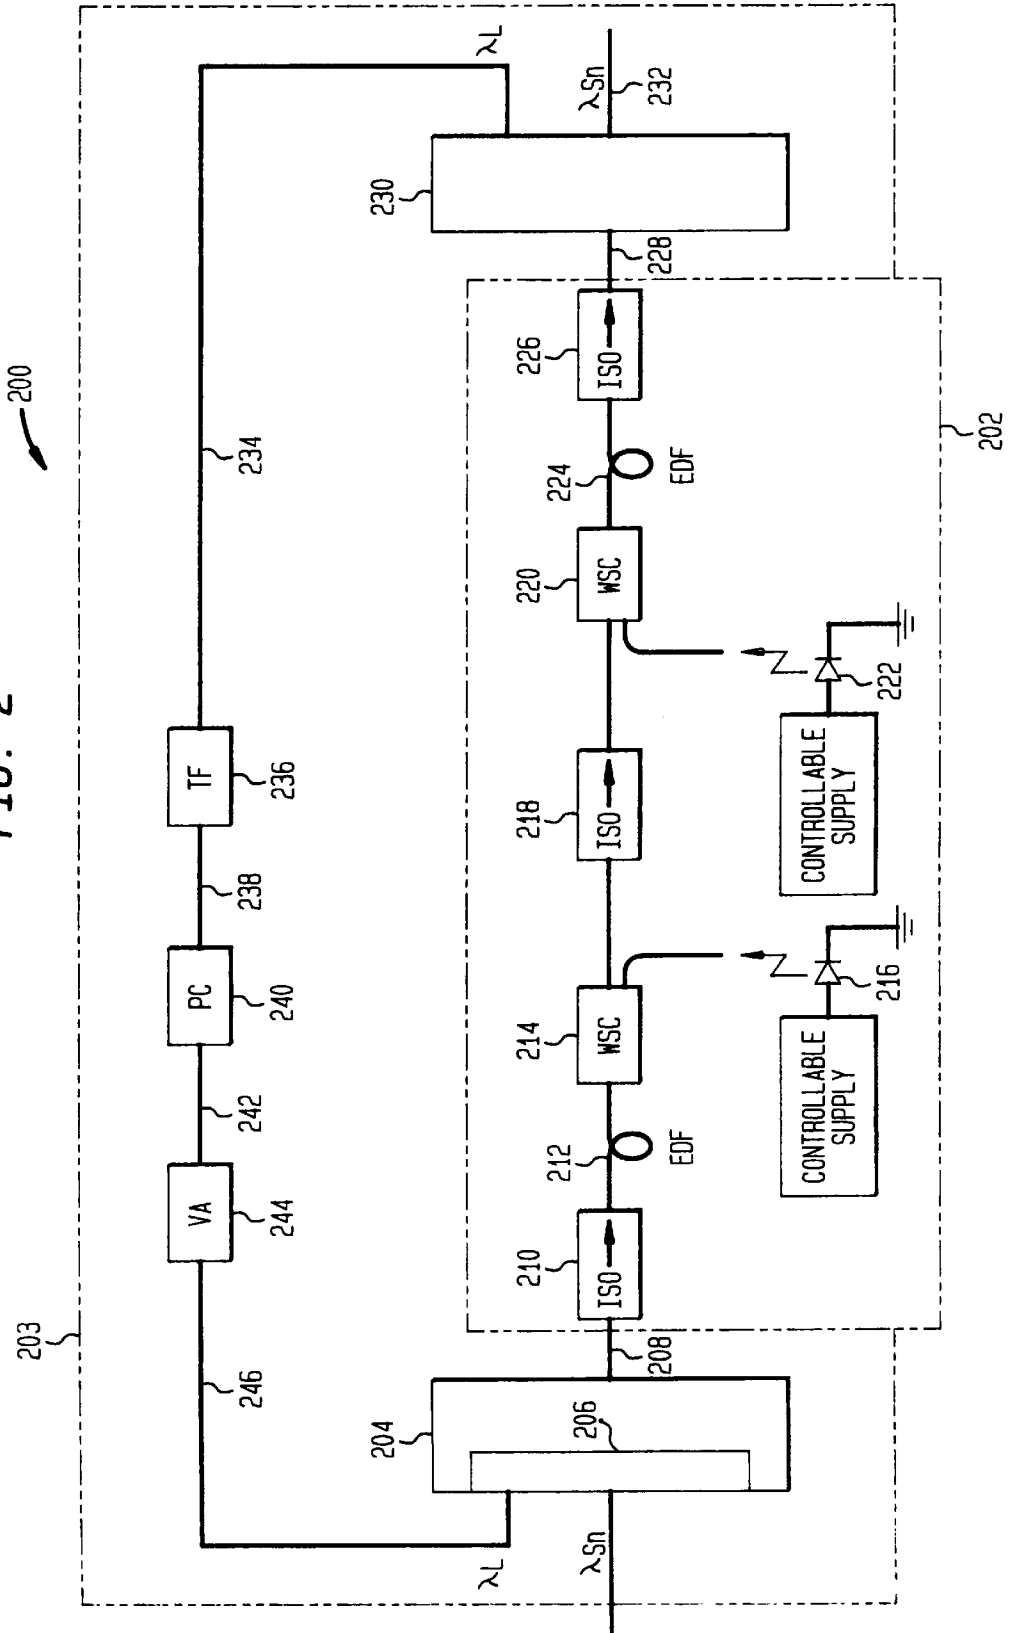 FIG. 2
200
203
λL
λSn
232
234
230
228
TF
236
238
PC
240
242
VA
244
246
226
ISO
224
EDF
220
WSC
222
CONTROLLABLE
SUPPLY
218
ISO
214
WSC
216
CONTROLLABLE
SUPPLY
212
EDF
210
ISO
202
208
204
206
λL
λSn